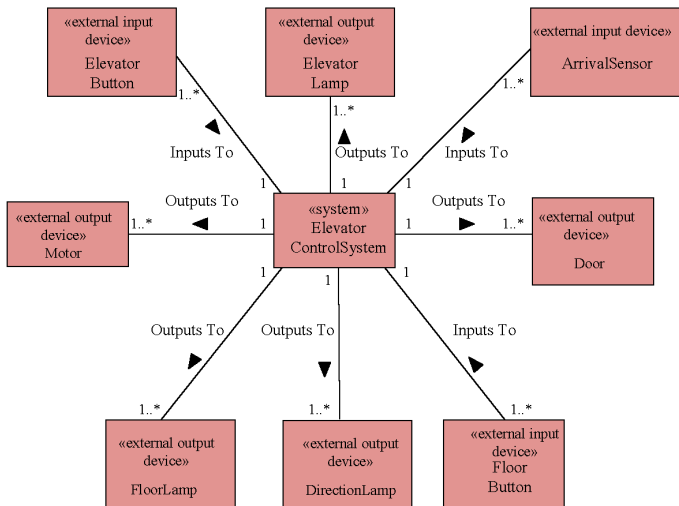 «external input
device»
Elevator
Button
«external output
device»
Elevator
Lamp
«external input device»
ArrivalSensor
1..*
1..*
1..*
Inputs To
Outputs To
Inputs To
1
1
1
«external output
device»
Motor
1..*
Outputs To
1
«system»
Elevator
ControlSystem
1
Outputs To
1..*
«external output
device»
Door
1
1
1
Outputs To
Outputs To
Inputs To
1..*
1..*
1..*
«external output
device»
FloorLamp
«external output
device»
DirectionLamp
«external input
device»
Floor
Button